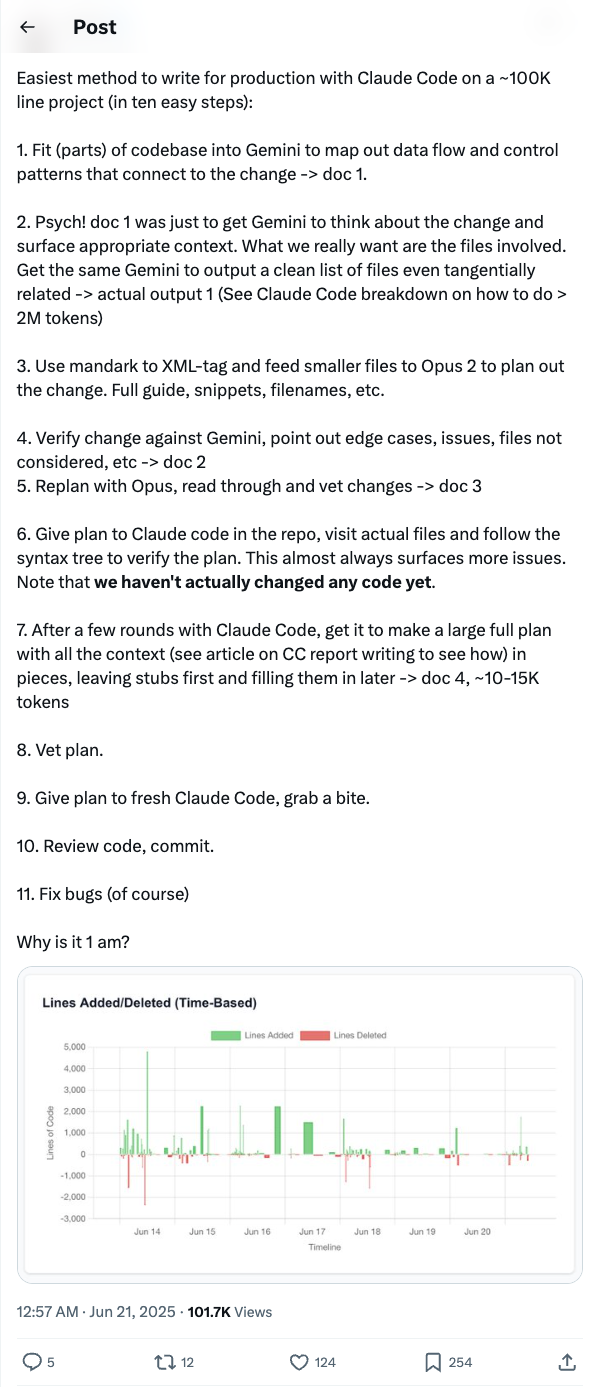 Post
Easiest method to write for production with Claude Code on a ~100K
line project (in ten easy steps):
1. Fit (parts) of codebase into Gemini to map out data flow and control
patterns that connect to the change -> doc 1.
2. Psych! doc 1 was just to get Gemini to think about the change and
surface appropriate context. What we really want are the files involved.
Get the same Gemini to output a clean list of files even tangentially
related -> actual output 1 (See Claude Code breakdown on how to do >
2M tokens)
3. Use mandark to XML-tag and feed smaller files to Opus 2 to plan out
the change. Full guide, snippets, filenames, etc.
4. Verify change against Gemini, point out edge cases, issues, files not
considered, etc -> doc 2
5. Replan with Opus, read through and vet changes -> doc 3
6. Give plan to Claude code in the repo, visit actual files and follow the
syntax tree to verify the plan. This almost always surfaces more issues.
Note that we haven't actually changed any code yet.
7. After a few rounds with Claude Code, get it to make a large full plan
with all the context (see article on CC report writing to see how) in
pieces, leaving stubs first and filling them in later -> doc 4, ~10-15K
tokens
8. Vet plan.
9. Give plan to fresh Claude Code, grab a bite.
10. Review code, commit.
11. Fix bugs (of course)
Why is it 1 am?
Lines Added/Deleted (Time-Based)
Lines Added Lines Deleted
5,000
4,000
3,000
2,000
1,000
0
-1,000
-2,000
-3,000
Lines of Code
Jun 14 Jun 15 Jun 16 Jun 17 Jun 18 Jun 19 Jun 20
Timeline
12:57 AM · Jun 21, 2025 · 101.7K Views
5 12 124 254